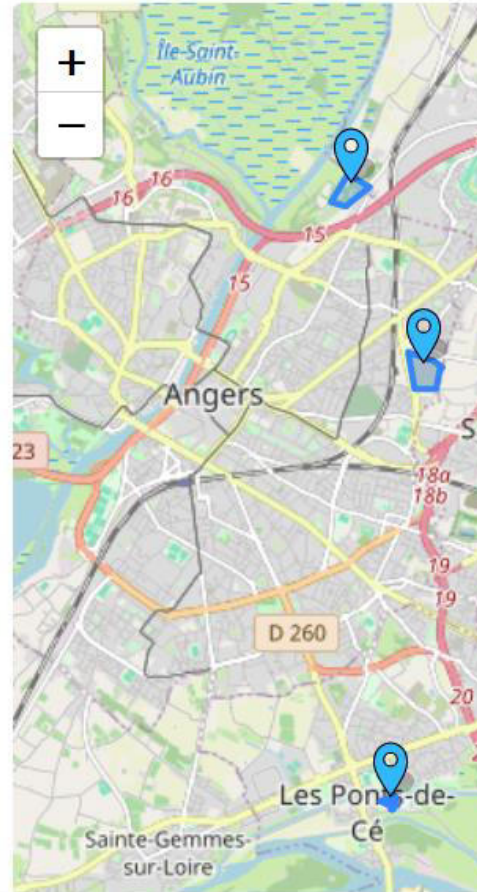 +
−
Île-Saint-
Aubin
16
16
15
15
Angers
S
23
18a
18b
19
19
D 260
20
Les Ponts-de-
Cé
Sainte-Gemmes-
sur-Loire